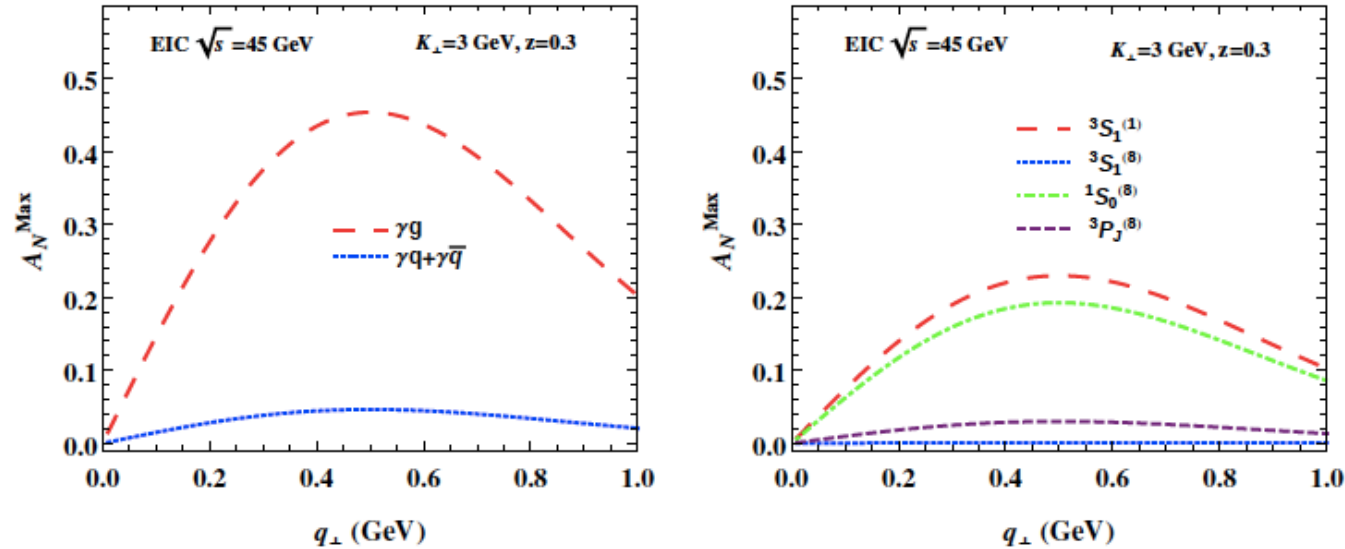 EIC √s=45 GeV
K⊥=3 GeV, z=0.3
0.5
0.4
0.3
0.2
0.1
0.0
A_N^Max
γg
γq+γq̅
0.0 0.2 0.4 0.6 0.8 1.0
q⊥ (GeV)
EIC √s=45 GeV
K⊥=3 GeV, z=0.3
0.5
0.4
0.3
0.2
0.1
0.0
A_N^Max
³S₁⁽¹⁾
³S₁⁽⁸⁾
¹S₀⁽⁸⁾
³P_J⁽⁸⁾
0.0 0.2 0.4 0.6 0.8 1.0
q⊥ (GeV)